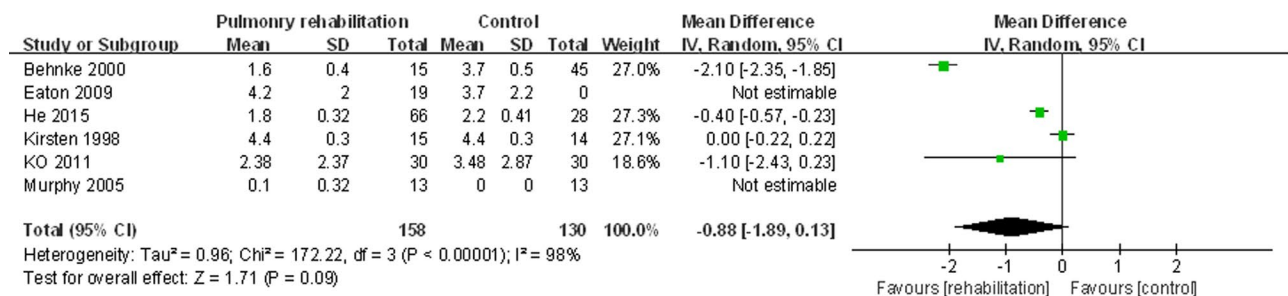 Pulmonry rehabilitation Control Mean Difference Mean Difference
Study or Subgroup Mean SD Total Mean SD Total Weight IV, Random, 95% CI IV, Random, 95% CI
Behnke 2000 1.6 0.4 15 3.7 0.5 45 27.0% -2.10 [-2.35, -1.85]
Eaton 2009 4.2 2 19 3.7 2.2 0 Not estimable
He 2015 1.8 0.32 66 2.2 0.41 28 27.3% -0.40 [-0.57, -0.23]
Kirsten 1998 4.4 0.3 15 4.4 0.3 14 27.1% 0.00 [-0.22, 0.22]
KO 2011 2.38 2.37 30 3.48 2.87 30 18.6% -1.10 [-2.43, 0.23]
Murphy 2005 0.1 0.32 13 0 0 13 Not estimable
Total (95% CI) 158 130 100.0% -0.88 [-1.89, 0.13]
Heterogeneity: Tau² = 0.96; Chi² = 172.22, df = 3 (P < 0.00001); I² = 98%
Test for overall effect: Z = 1.71 (P = 0.09)
-2 -1 0 1 2
Favours [rehabilitation] Favours [control]